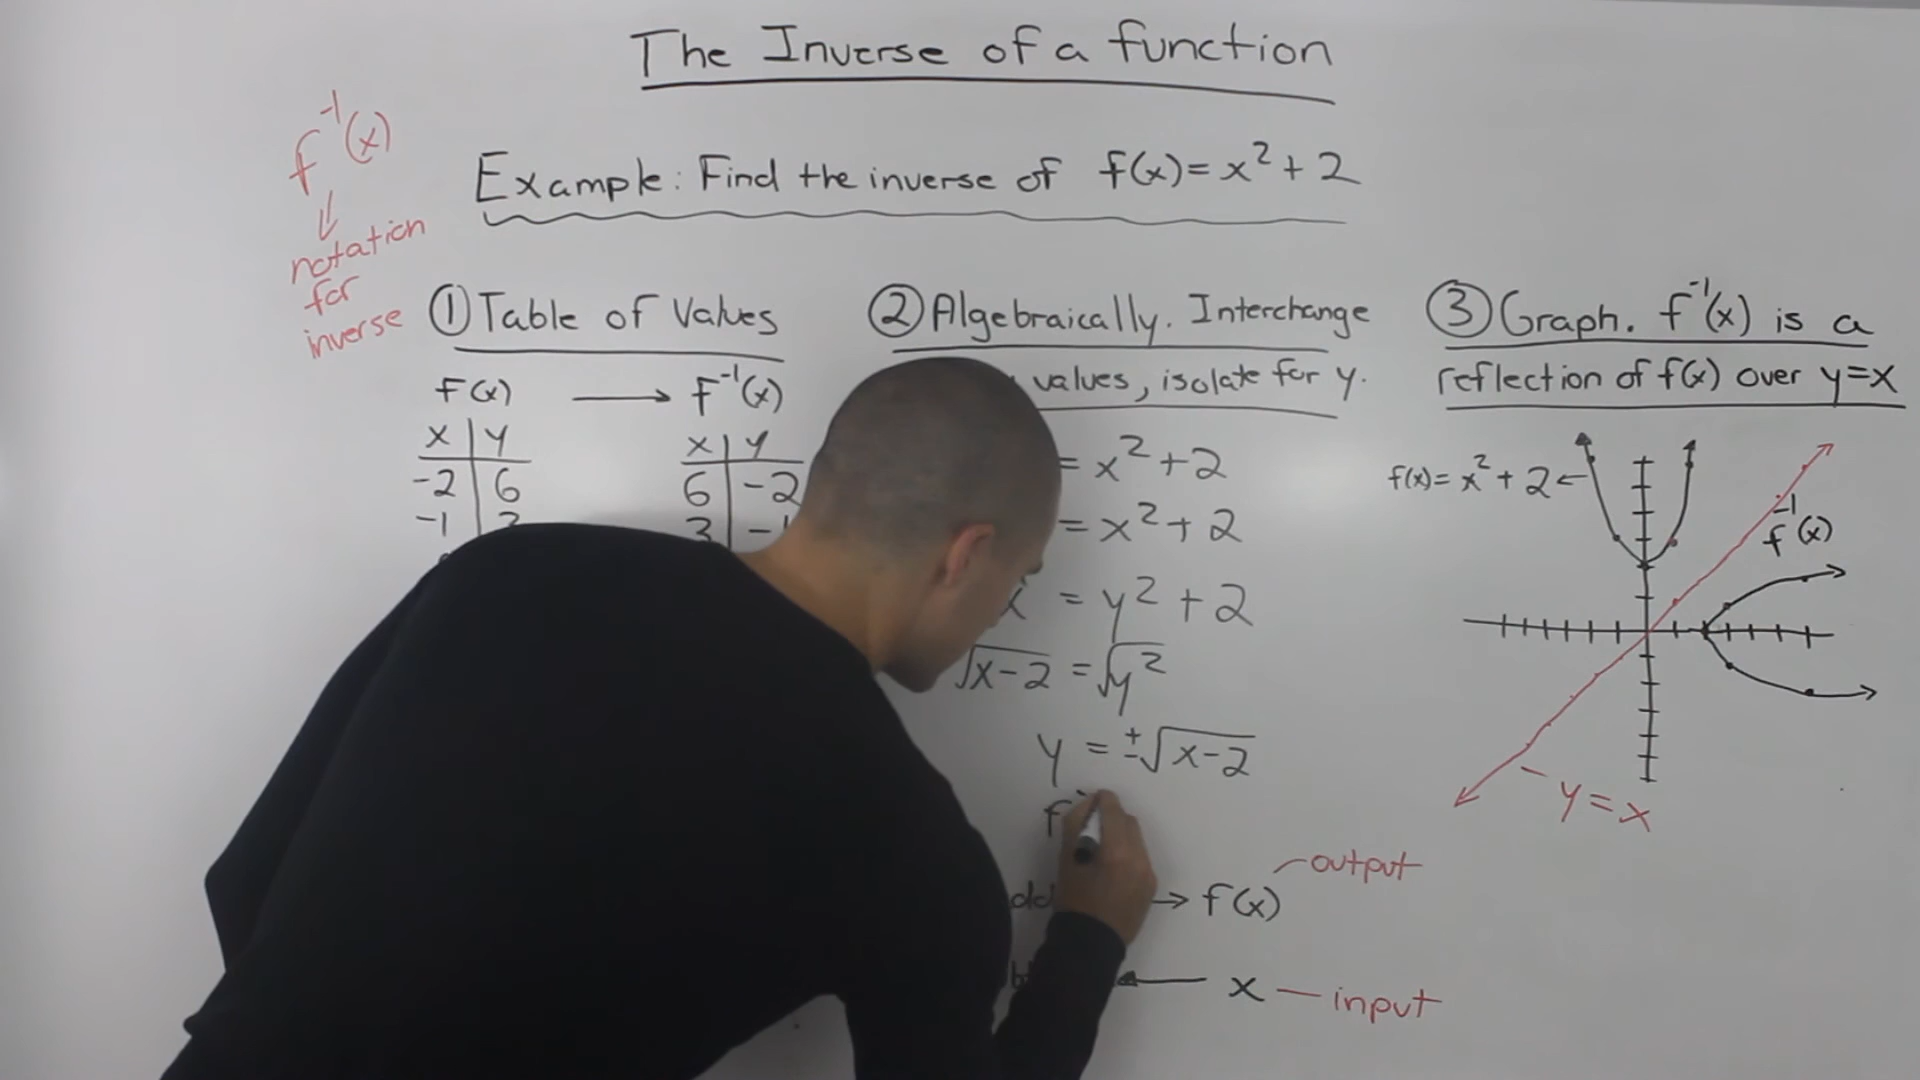 The Inverse of a function
f⁻¹(x)
notation
for
inverse
Example: Find the inverse of f(x) = x² + 2
① Table of Values
f(x) → f⁻¹(x)
x | y
-2 | 6
-1
x | y
6 | -2
3
② Algebraically. Interchange
values, isolate for y.
= x² + 2
= x² + 2
x = y² + 2
√x-2 = √y²
y = ±√x-2
f
→ f(x) - output
← x - input
③ Graph. f⁻¹(x) is a
reflection of f(x) over y=x
f(x) = x² + 2 ←
f⁻¹(x)
y = x